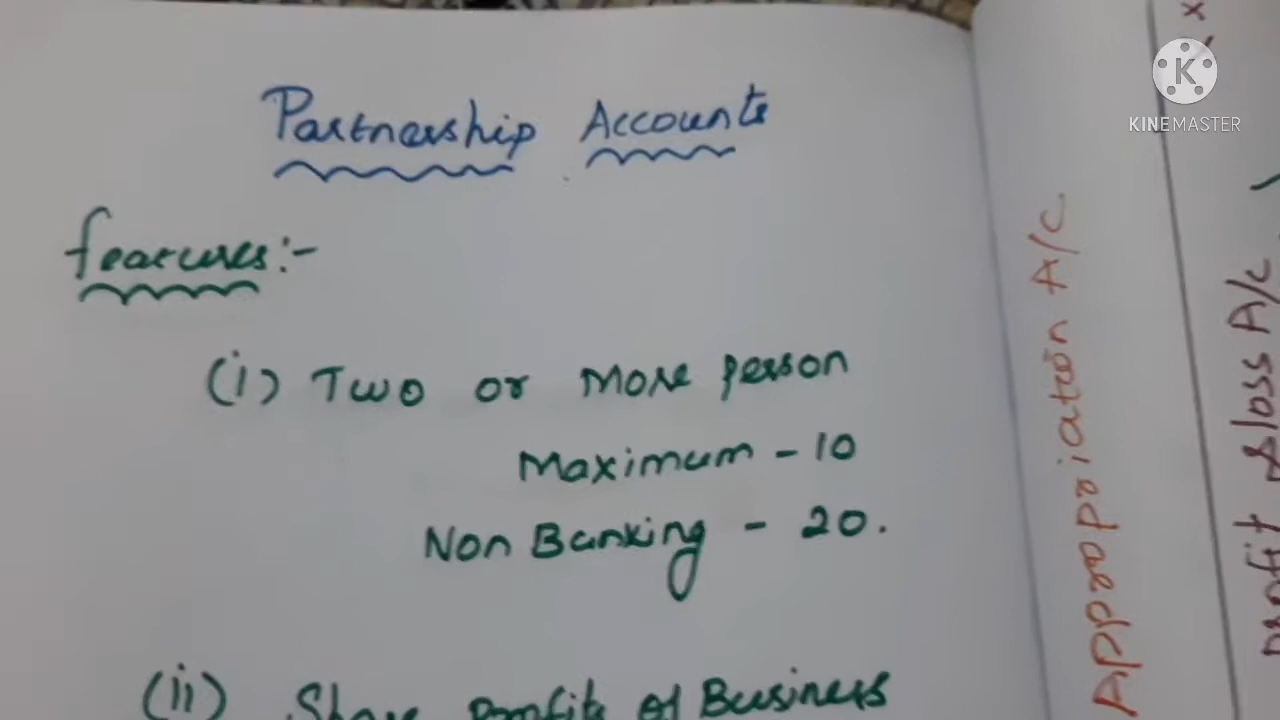 Partnership Accounts
features:-
(i) Two or more person
Maximum - 10
Non Banking - 20.
(ii) Share Profits of Business
Appropriation A/C
profit & loss A/c
K
KINEMASTER